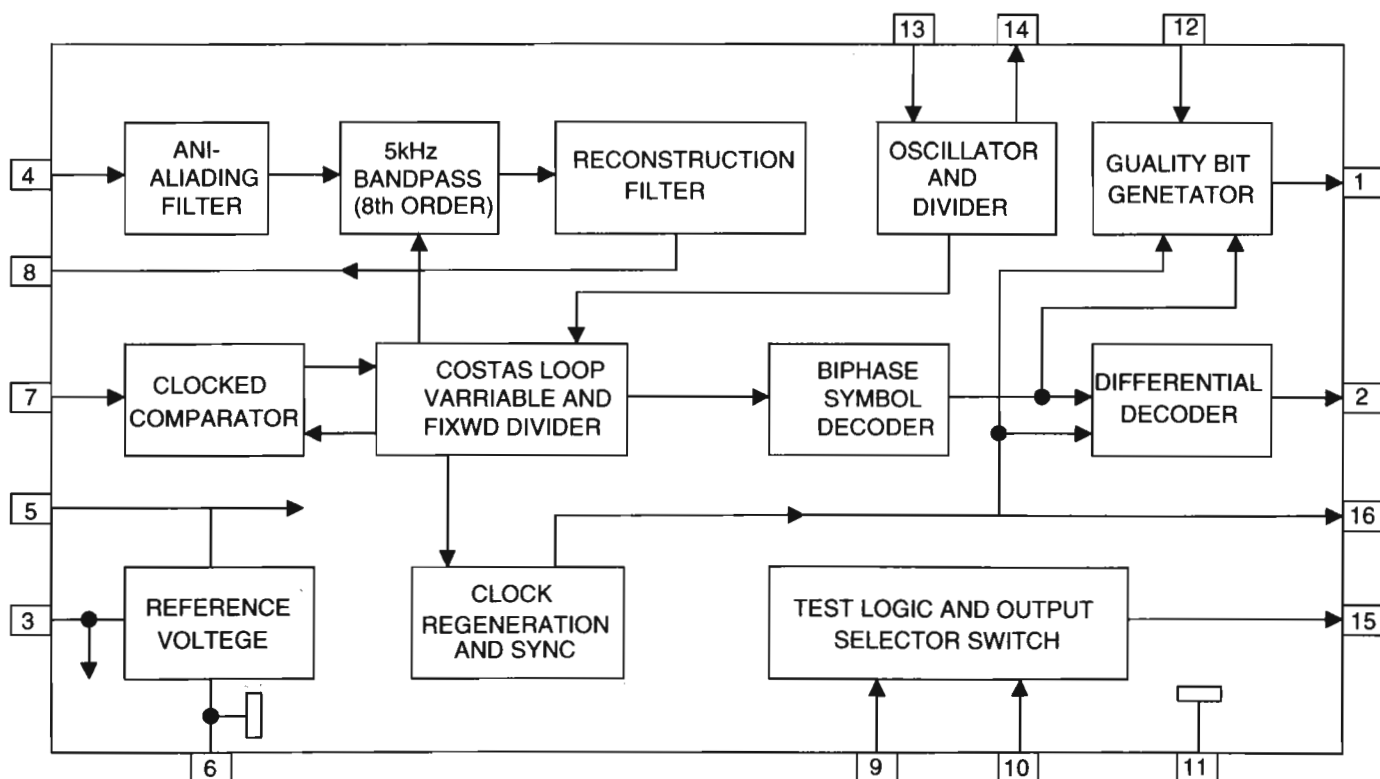 13
14
12
ANI-
ALIADING
FILTER
5kHz
BANDPASS
(8th ORDER)
RECONSTRUCTION
FILTER
OSCILLATOR
AND
DIVIDER
GUALITY BIT
GENETATOR
4
1
8
7
CLOCKED
COMPARATOR
COSTAS LOOP
VARRIABLE AND
FIXWD DIVIDER
BIPHASE
SYMBOL
DECODER
DIFFERENTIAL
DECODER
2
5
16
3
REFERENCE
VOLTEGE
CLOCK
REGENERATION
AND SYNC
TEST LOGIC AND OUTPUT
SELECTOR SWITCH
15
6
9
10
11